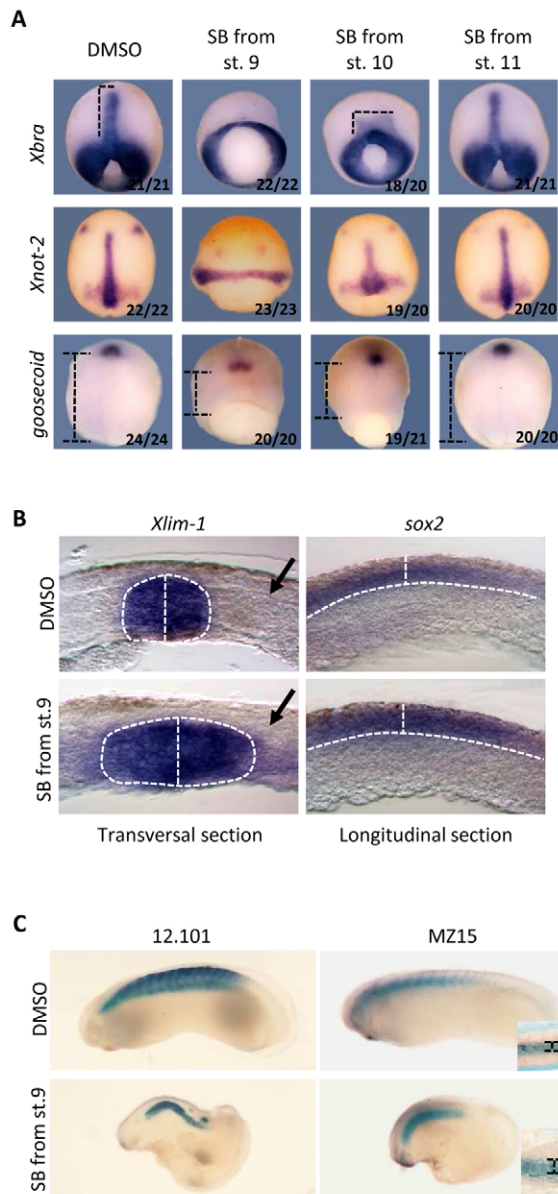 A
DMSO
SB from st. 9
SB from st. 10
SB from st. 11
Xbra
21/21
22/22
18/20
21/21
Xnot-2
22/22
23/23
19/20
20/20
goosecoid
24/24
20/20
19/21
20/20
B
Xlim-1
sox2
DMSO
SB from st.9
Transversal section
Longitudinal section
C
12.101
MZ15
DMSO
SB from st.9